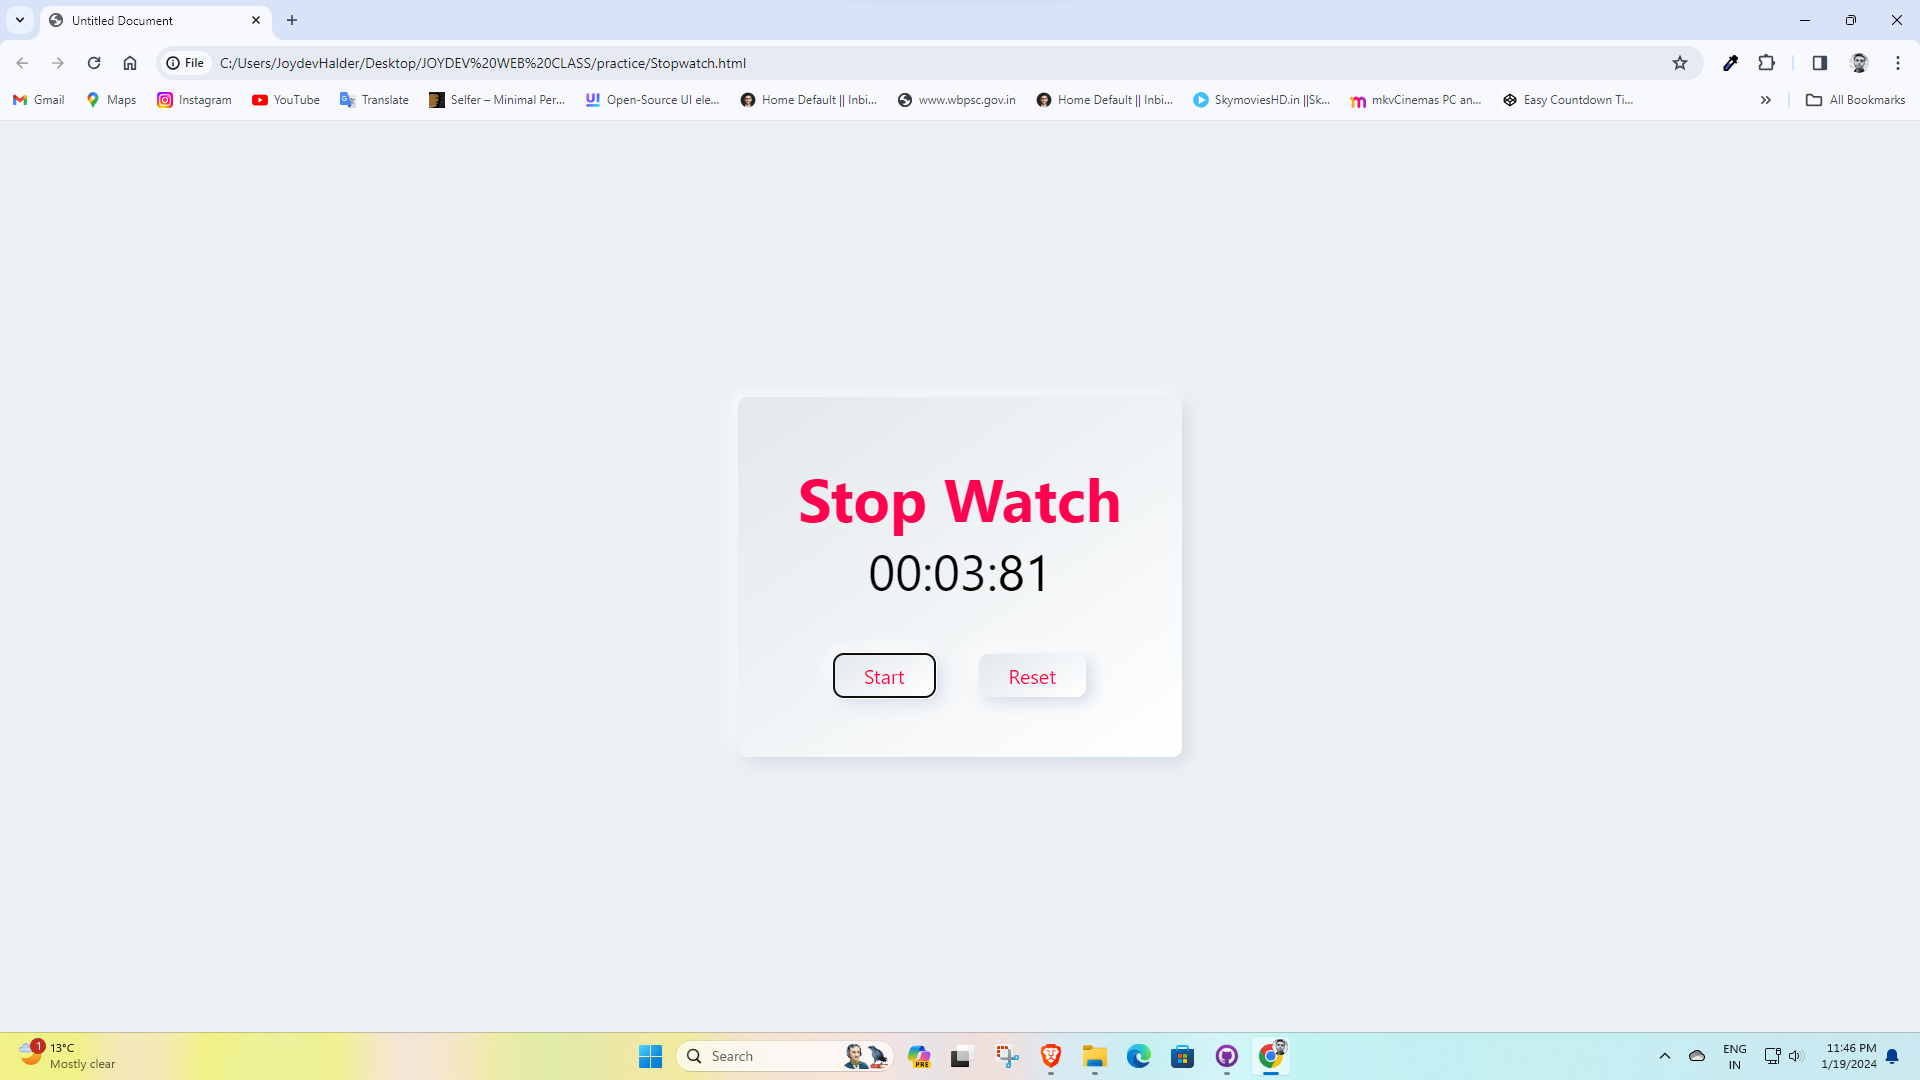 Untitled Document
File C:/Users/JoydevHalder/Desktop/JOYDEV%20WEB%20CLASS/practice/Stopwatch.html
Gmail Maps Instagram YouTube Translate Selfer – Minimal Per... Open-Source UI ele... Home Default || Inbi... www.wbpsc.gov.in Home Default || Inbi... SkymoviesHD.in ||Sk... mkvCinemas PC an... Easy Countdown Ti... All Bookmarks
Stop Watch
00:03:81
Start Reset
1
13°C
Mostly clear
Search
PRE
ENG
IN
11:46 PM
1/19/2024